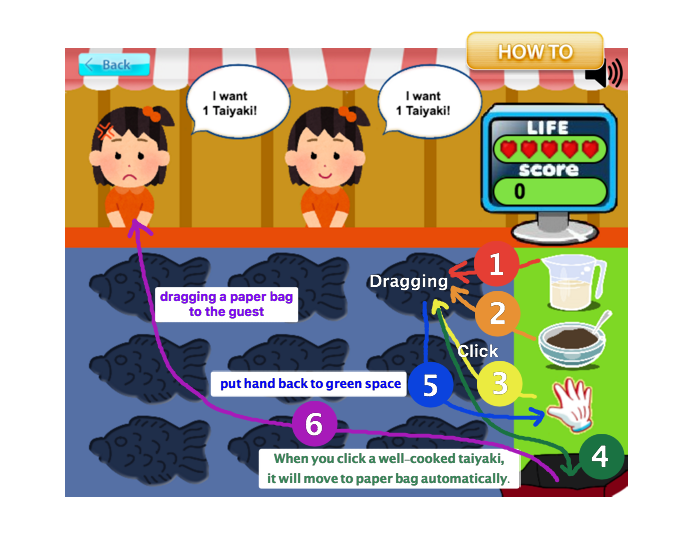 HOW TO
Back
I want
1 Taiyaki!
I want
1 Taiyaki!
LIFE
score
0
1
Dragging
dragging a paper bag
to the guest
2
Click
put hand back to green space
5
3
6
When you click a well-cooked taiyaki,
it will move to paper bag automatically.
4